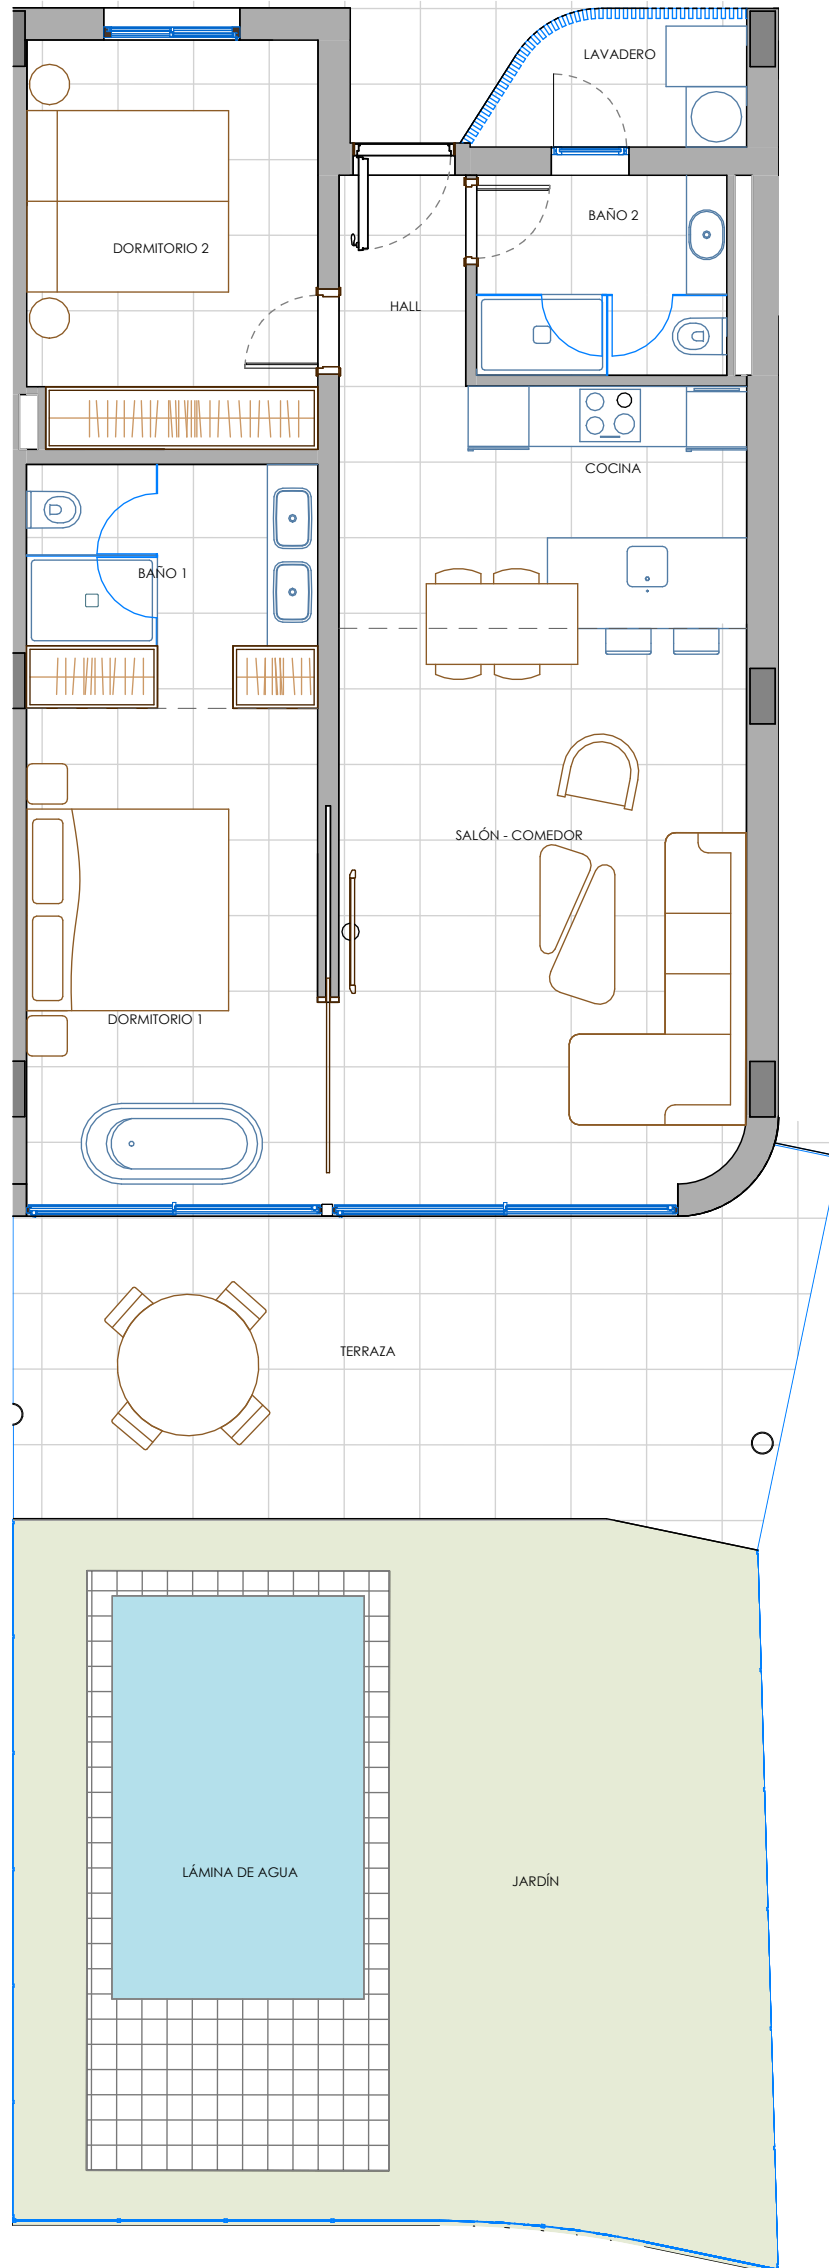 LAVADERO
BAÑO 2
DORMITORIO 2
HALL
COCINA
BAÑO 1
SALÓN - COMEDOR
DORMITORIO 1
TERRAZA
LÁMINA DE AGUA
JARDÍN